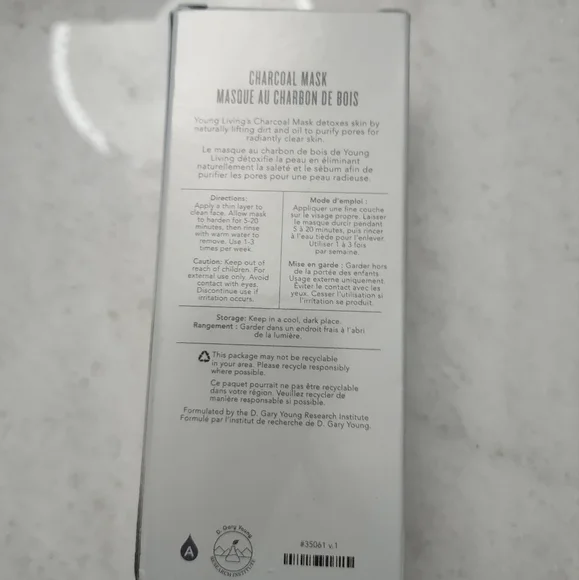 CHARCOAL MASK
MASQUE AU CHARBON DE BOIS
Young Living's Charcoal Mask detoxes skin by
naturally lifting dirt and oil to purify pores for
radiantly clear skin.
Le masque au charbon de bois de Young
Living détoxifie la peau en éliminant
naturellement la saleté et le sébum afin de
purifier les pores pour une peau radieuse.
Directions:
Apply a thin layer to
clean face. Allow mask
to harden for 5-20
minutes, then rinse
with warm water to
remove. Use 1-3
times per week.
Caution: Keep out of
reach of children. For
external use only. Avoid
contact with eyes.
Discontinue use if
irritation occurs.
Mode d'emploi :
Appliquer une fine couche
sur le visage propre. Laisser
le masque durcir pendant
5 à 20 minutes, puis rincer
à l'eau tiède pour l'enlever.
Utiliser 1 à 3 fois
par semaine.
Mise en garde : Garder hors
de la portée des enfants
Usage externe uniquement.
Éviter le contact avec les
yeux. Cesser l'utilisation si
l'irritation se produit.
Storage: Keep in a cool, dark place.
Rangement : Garder dans un endroit frais à l'abri
de la lumière.
This package may not be recyclable
in your area. Please recycle responsibly
where possible.
Ce paquet pourrait ne pas être recyclable
dans votre région. Veuillez recycler de
manière responsable si possible.
Formulated by the D. Gary Young Research Institute
Formulé par l'institut de recherche de D. Gary Young.
A
D. Gary Young
RESEARCH INSTITUTE
#35061 v.1